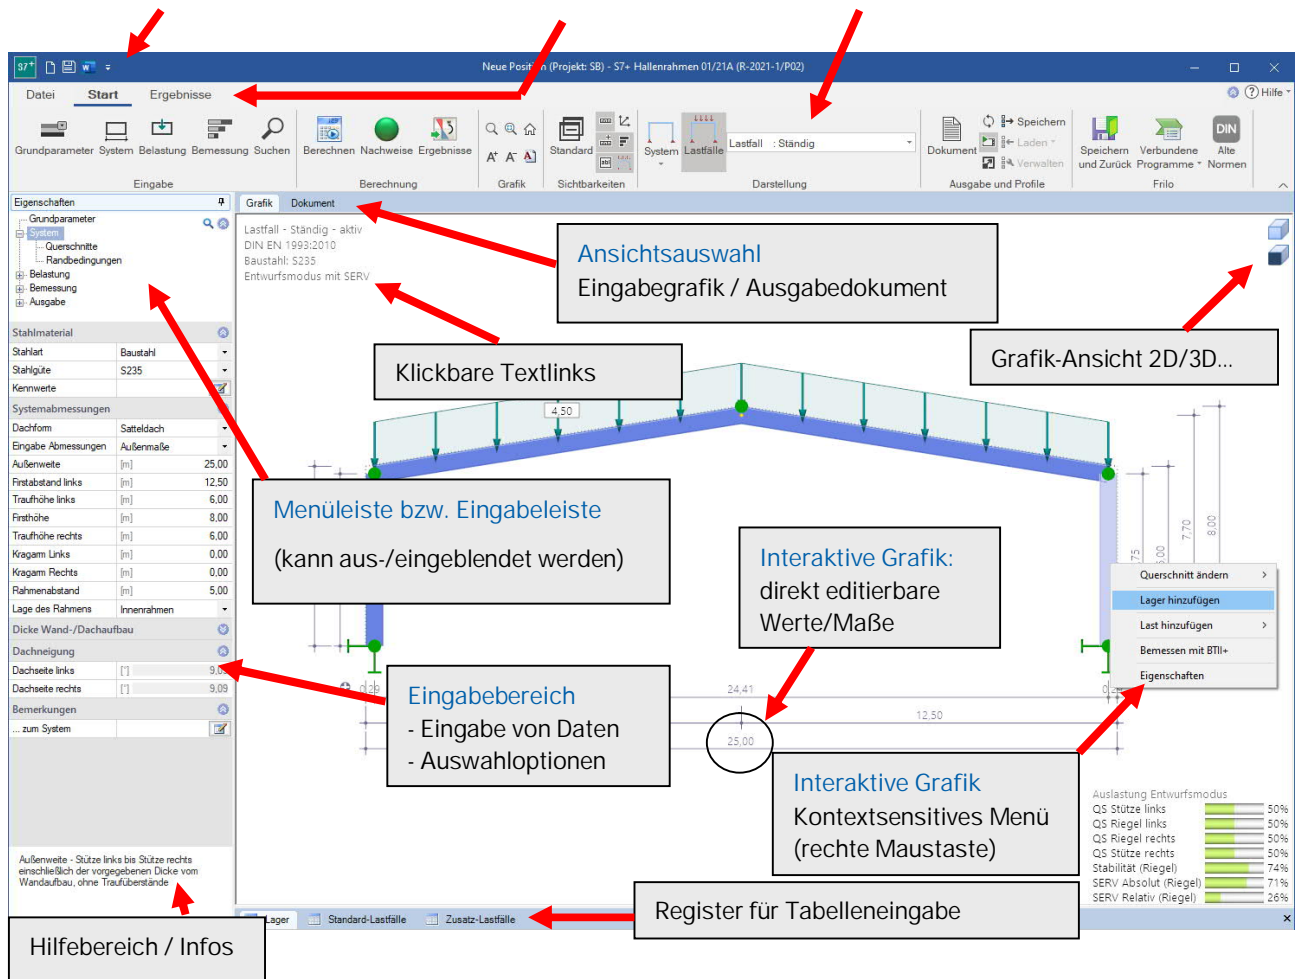 S7+
Neue Position (Projekt: SB) - S7+ Hallenrahmen 01/21A (R-2021-1/P02)
Datei Start Ergebnisse
Hilfe
Grundparameter System Belastung Bemessung Suchen
Eingabe
Berechnen Nachweise Ergebnisse
Berechnung
Grafik
Standard
Sichtbarkeiten
System Lastfälle
Lastfall : Ständig
Darstellung
Dokument
Speichern
Laden
Verwalten
Ausgabe und Profile
Speichern und Zurück
Verbundene Programme
DIN
Alte Normen
Frilo
Eigenschaften
Grundparameter
System
Querschnitte
Randbedingungen
Belastung
Bemessung
Ausgabe
Stahlmaterial
Stahlart Baustahl
Stahlgüte S235
Kennwerte
Systemabmessungen
Dachform Satteldach
Eingabe Abmessungen Außenmaße
Außenweite [m] 25,00
Firstabstand links [m] 12,50
Traufhöhe links [m] 6,00
Firsthöhe [m] 8,00
Traufhöhe rechts [m] 6,00
Kragarm Links [m] 0,00
Kragarm Rechts [m] 0,00
Rahmenabstand [m] 5,00
Lage des Rahmens Innenrahmen
Dicke Wand-/Dachaufbau
Dachneigung
Dachseite links [°] 9,09
Dachseite rechts [°] 9,09
Bemerkungen
... zum System
Außenweite - Stütze links bis Stütze rechts
einschließlich der vorgegebenen Dicke vom
Wandaufbau, ohne Traufüberstände
Hilfebereich / Infos
Grafik Dokument
Lastfall - Ständig - aktiv
DIN EN 1993:2010
Baustahl: S235
Entwurfsmodus mit SERV
Ansichtsauswahl
Eingabegrafik / Ausgabedokument
Klickbare Textlinks
Grafik-Ansicht 2D/3D...
4,50
Menüleiste bzw. Eingabeleiste
(kann aus-/eingeblendet werden)
Interaktive Grafik:
direkt editierbare
Werte/Maße
7,70
8,00
Querschnitt ändern
Lager hinzufügen
Last hinzufügen
Bemessen mit BTII+
Eigenschaften
Eingabebereich
- Eingabe von Daten
- Auswahloptionen
0,29
24,41
12,50
25,00
Interaktive Grafik
Kontextsensitives Menü
(rechte Maustaste)
Auslastung Entwurfsmodus
QS Stütze links 50%
QS Riegel links 50%
QS Riegel rechts 50%
QS Stütze rechts 50%
Stabilität (Riegel) 74%
SERV Absolut (Riegel) 71%
SERV Relativ (Riegel) 26%
Register für Tabelleneingabe
Lager Standard-Lastfälle Zusatz-Lastfälle